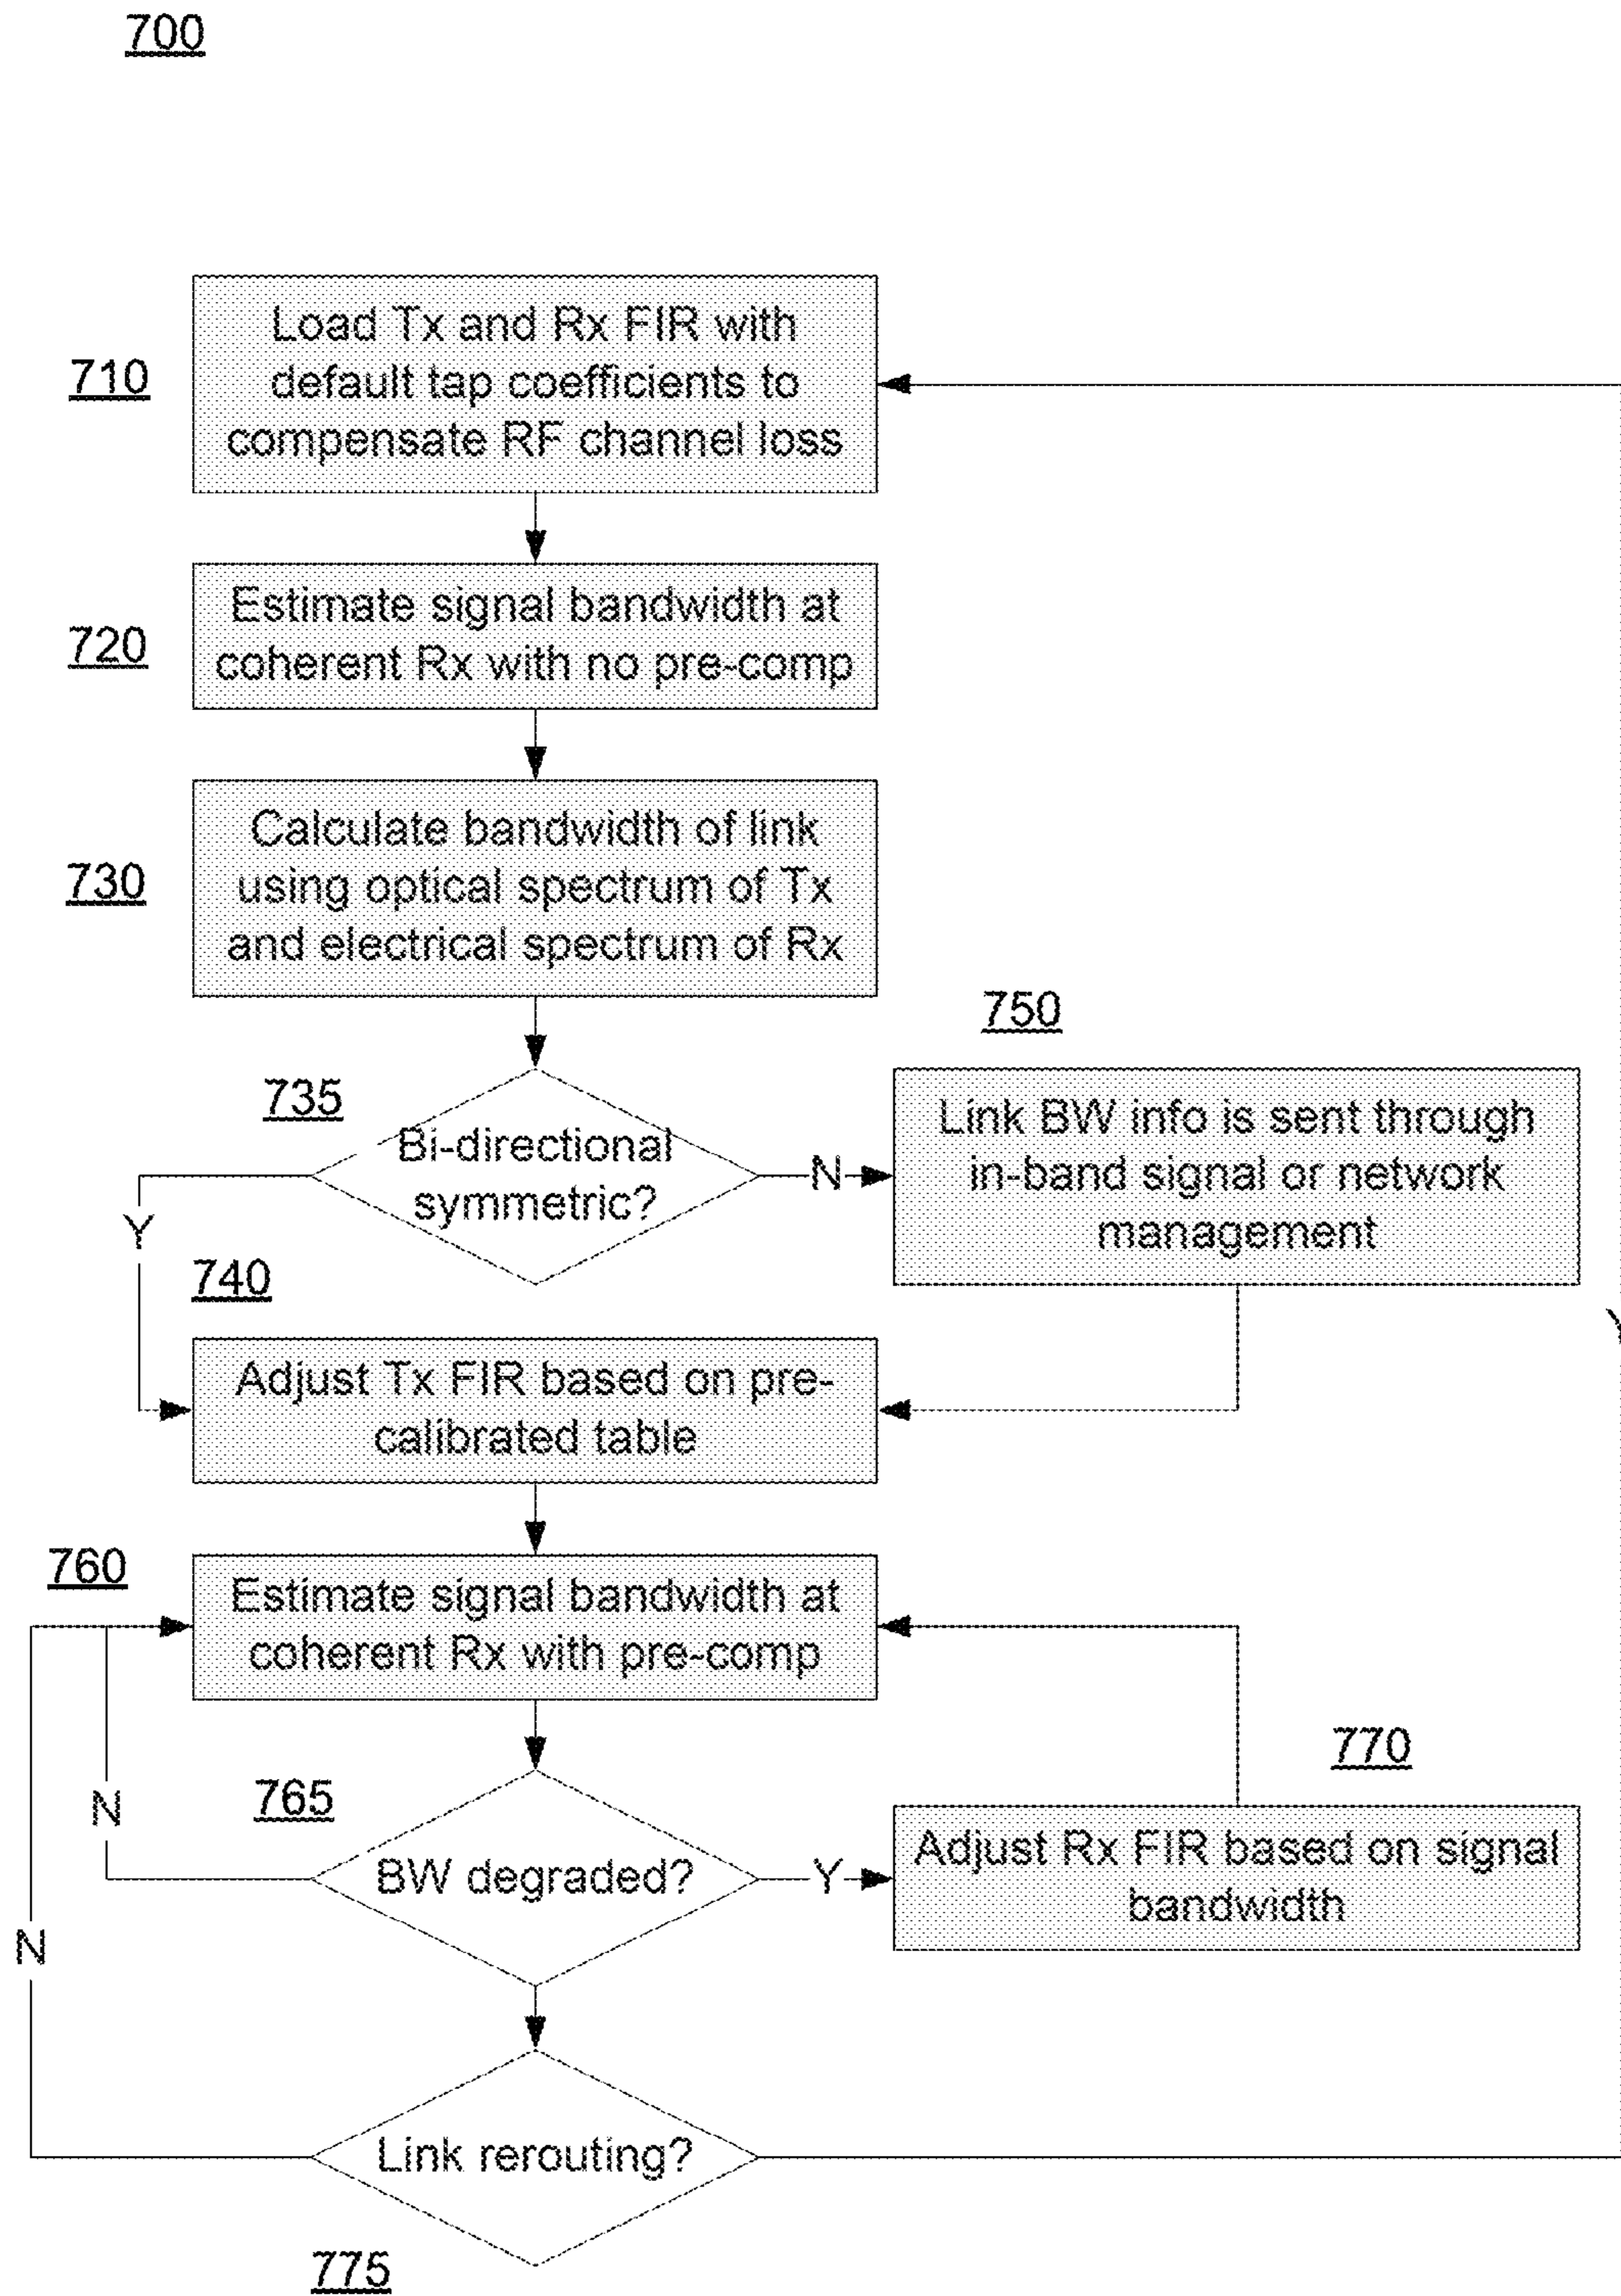 700
710
Load Tx and Rx FIR with
default tap coefficients to
compensate RF channel loss
720
Estimate signal bandwidth at
coherent Rx with no pre-comp
730
Calculate bandwidth of link
using optical spectrum of Tx
and electrical spectrum of Rx
735
Bi-directional
symmetric?
Y
N
750
Link BW info is sent through
in-band signal or network
management
740
Adjust Tx FIR based on pre-
calibrated table
Y
760
Estimate signal bandwidth at
coherent Rx with pre-comp
765
BW degraded?
N
Y
770
Adjust Rx FIR based on signal
bandwidth
N
Link rerouting?
775